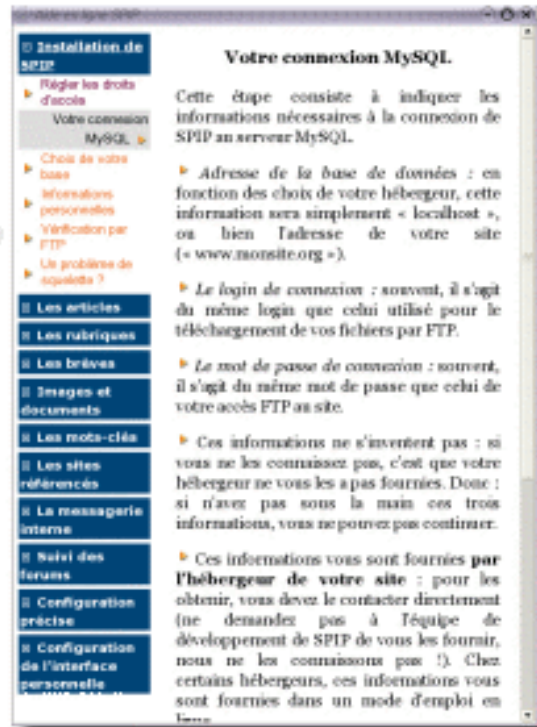 Aide en ligne SPIP
Installation de
SPIP
Régler les droits
d'accès
Votre connexion
MySQL
Choix de votre
base
Informations
personnelles
Vérification par
FTP
Un problème de
squelette ?
Les articles
Les rubriques
Les brèves
Images et
documents
Les mots-clés
Les sites
référencés
La messagerie
interne
Suivi des
forums
Configuration
précise
Configuration
de l'interface
personnelle
Votre connexion MySQL
Cette étape consiste à indiquer les
informations nécessaires à la connexion de
SPIP au serveur MySQL.
Adresse de la base de données : en
fonction des choix de votre hébergeur, cette
information sera simplement « localhost »,
ou bien l'adresse de votre site
(« www.monsite.org »).
Le login de connexion : souvent, il s'agit
du même login que celui utilisé pour le
téléchargement de vos fichiers par FTP.
Le mot de passe de connexion : souvent,
il s'agit du même mot de passe que celui de
votre accès FTP au site.
Ces informations ne s'inventent pas : si
vous ne les connaissez pas, c'est que votre
hébergeur ne vous les a pas fournies. Donc :
si n'avez pas sous la main ces trois
informations, vous ne pouvez pas continuer.
Ces informations vous sont fournies par
l'hébergeur de votre site : pour les
obtenir, vous devez le contacter directement
(ne demandez pas à l'équipe de
développement de SPIP de vous les fournir,
nous ne les connaissons pas !). Chez
certains hébergeurs, ces informations vous
sont fournies dans un mode d'emploi en